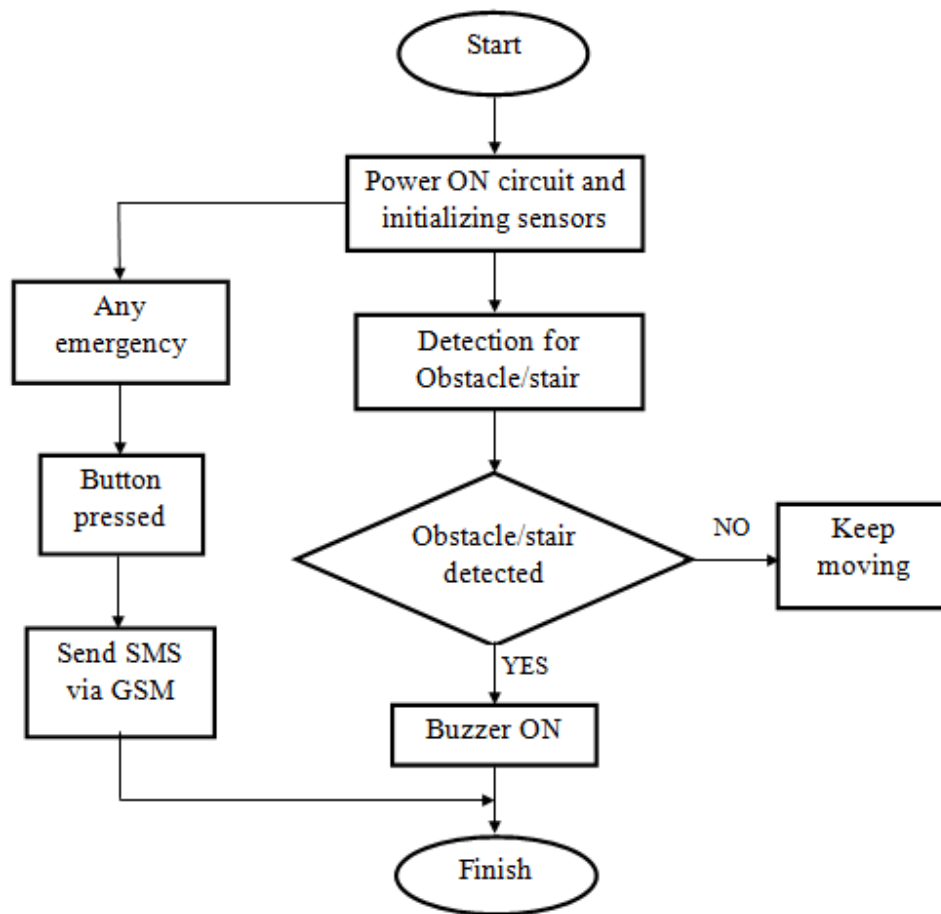 Start
Power ON circuit and
initializing sensors
Any
emergency
Detection for
Obstacle/stair
Button
pressed
Obstacle/stair
detected
NO
Keep
moving
Send SMS
via GSM
YES
Buzzer ON
Finish